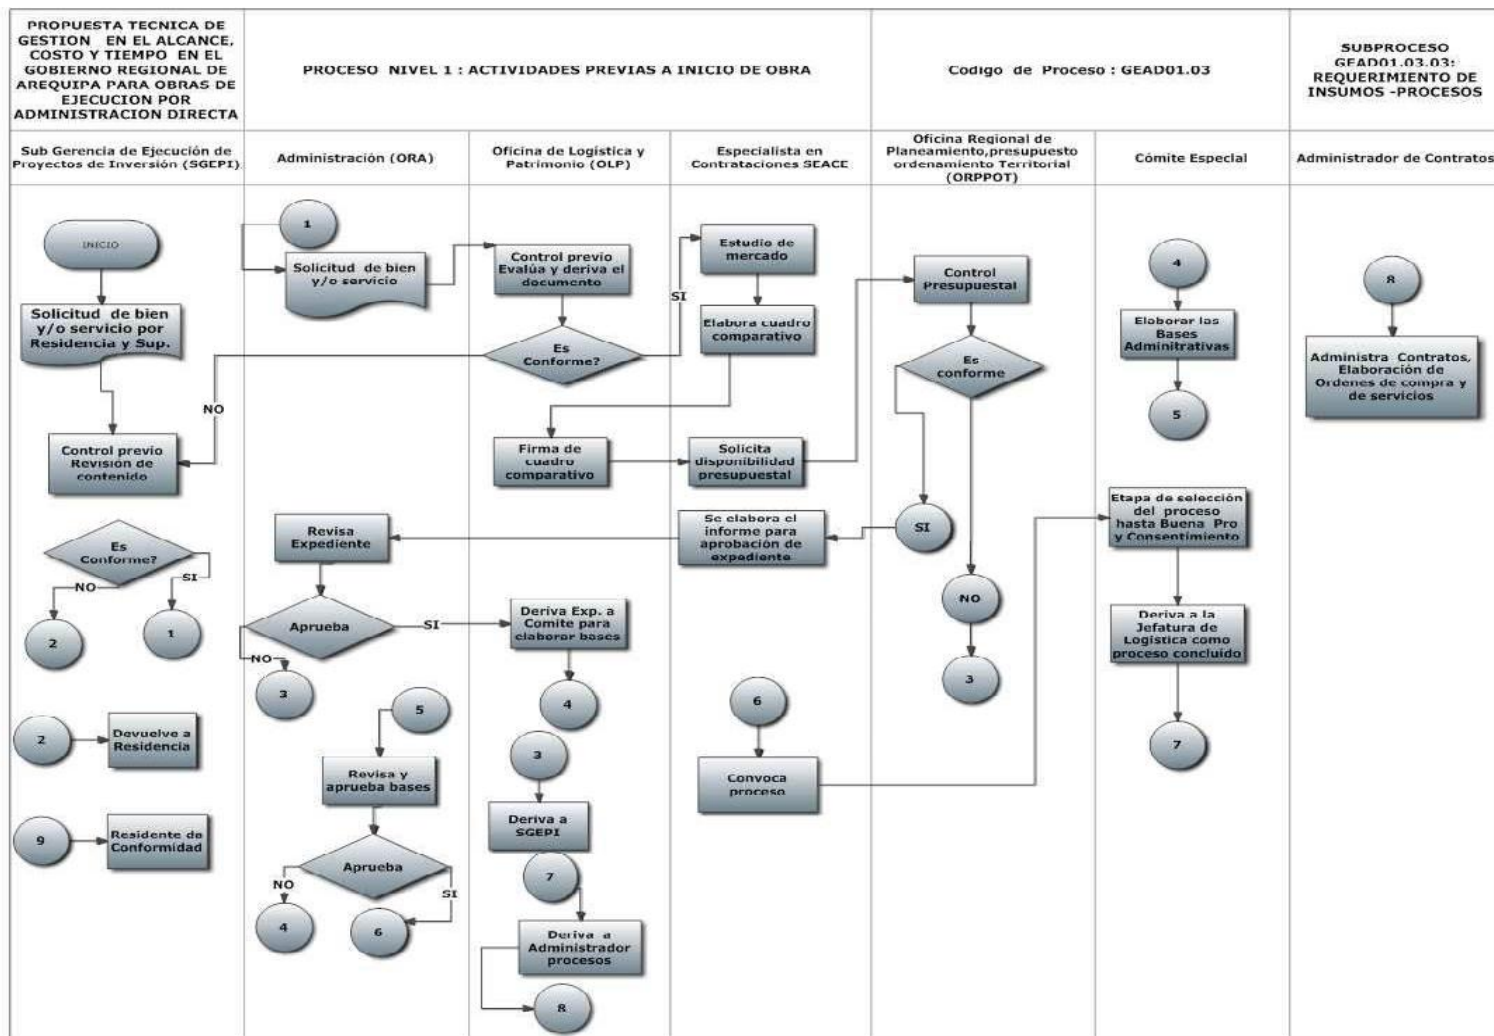 PROPUESTA TECNICA DE
GESTION EN EL ALCANCE,
COSTO Y TIEMPO EN EL
GOBIERNO REGIONAL DE
AREQUIPA PARA OBRAS DE
EJECUCION POR
ADMINISTRACION DIRECTA
PROCESO NIVEL 1 : ACTIVIDADES PREVIAS A INICIO DE OBRA
Codigo de Proceso : GEAD01.03
SUBPROCESO
GEAD01.03.03:
REQUERIMIENTO DE
INSUMOS -PROCESOS
Sub Gerencia de Ejecución de
Proyectos de Inversión (SGEPI)
Administración (ORA)
Oficina de Logística y
Patrimonio (OLP)
Especialista en
Contrataciones SEACE
Oficina Regional de
Planeamiento,presupuesto
ordenamiento Territorial
(ORPPOT)
Cómite Especial
Administrador de Contratos
INICIO
Solicitud de bien
y/o servicio por
Residencia y Sup.
Control previo
Revisión de
contenido
Es
Conforme?
NO
SI
2
1
2
Devuelve a
Residencia
9
Residente da
Conformidad
1
Solicitud de bien
y/o servicio
NO
Revisa
Expediente
Aprueba
SI
NO
3
5
Revisa y
aprueba bases
Aprueba
NO
SI
4
6
Control previo
Evalúa y deriva el
documento
Es
Conforme?
SI
Firma de
cuadro
comparativo
Deriva Exp. a
Comite para
elaborar bases
4
3
Deriva a
SGEPI
7
Deriva a
Administrador
procesos
8
Estudio de
mercado
Elabora cuadro
comparativo
Solicita
disponibilidad
presupuestal
Se elabora el
informe para
aprobación de
expediente
6
Convoca
proceso
Control
Presupuestal
Es
conforme
SI
NO
3
4
Elaborar las
Bases
Adminitrativas
5
Etapa de selección
del proceso
hasta Buena Pro
y Consentimiento
Deriva a la
Jefatura de
Logística como
proceso concluído
7
8
Administra Contratos,
Elaboración de
Ordenes de compra y
de servicios